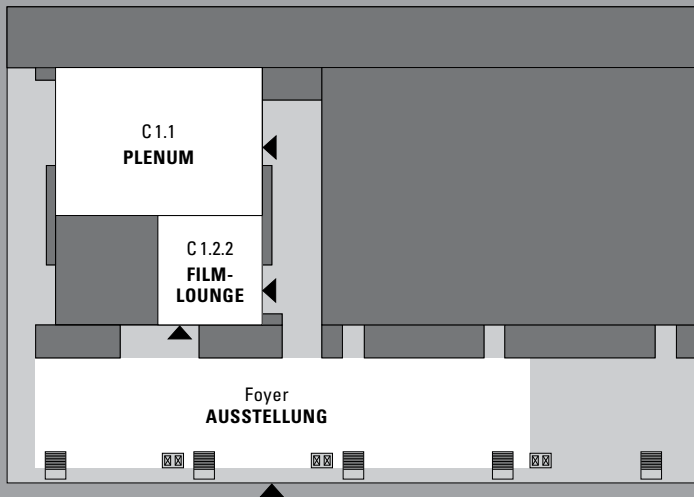 C 1.1
PLENUM
C 1.2.2
FILM-
LOUNGE
Foyer
AUSSTELLUNG